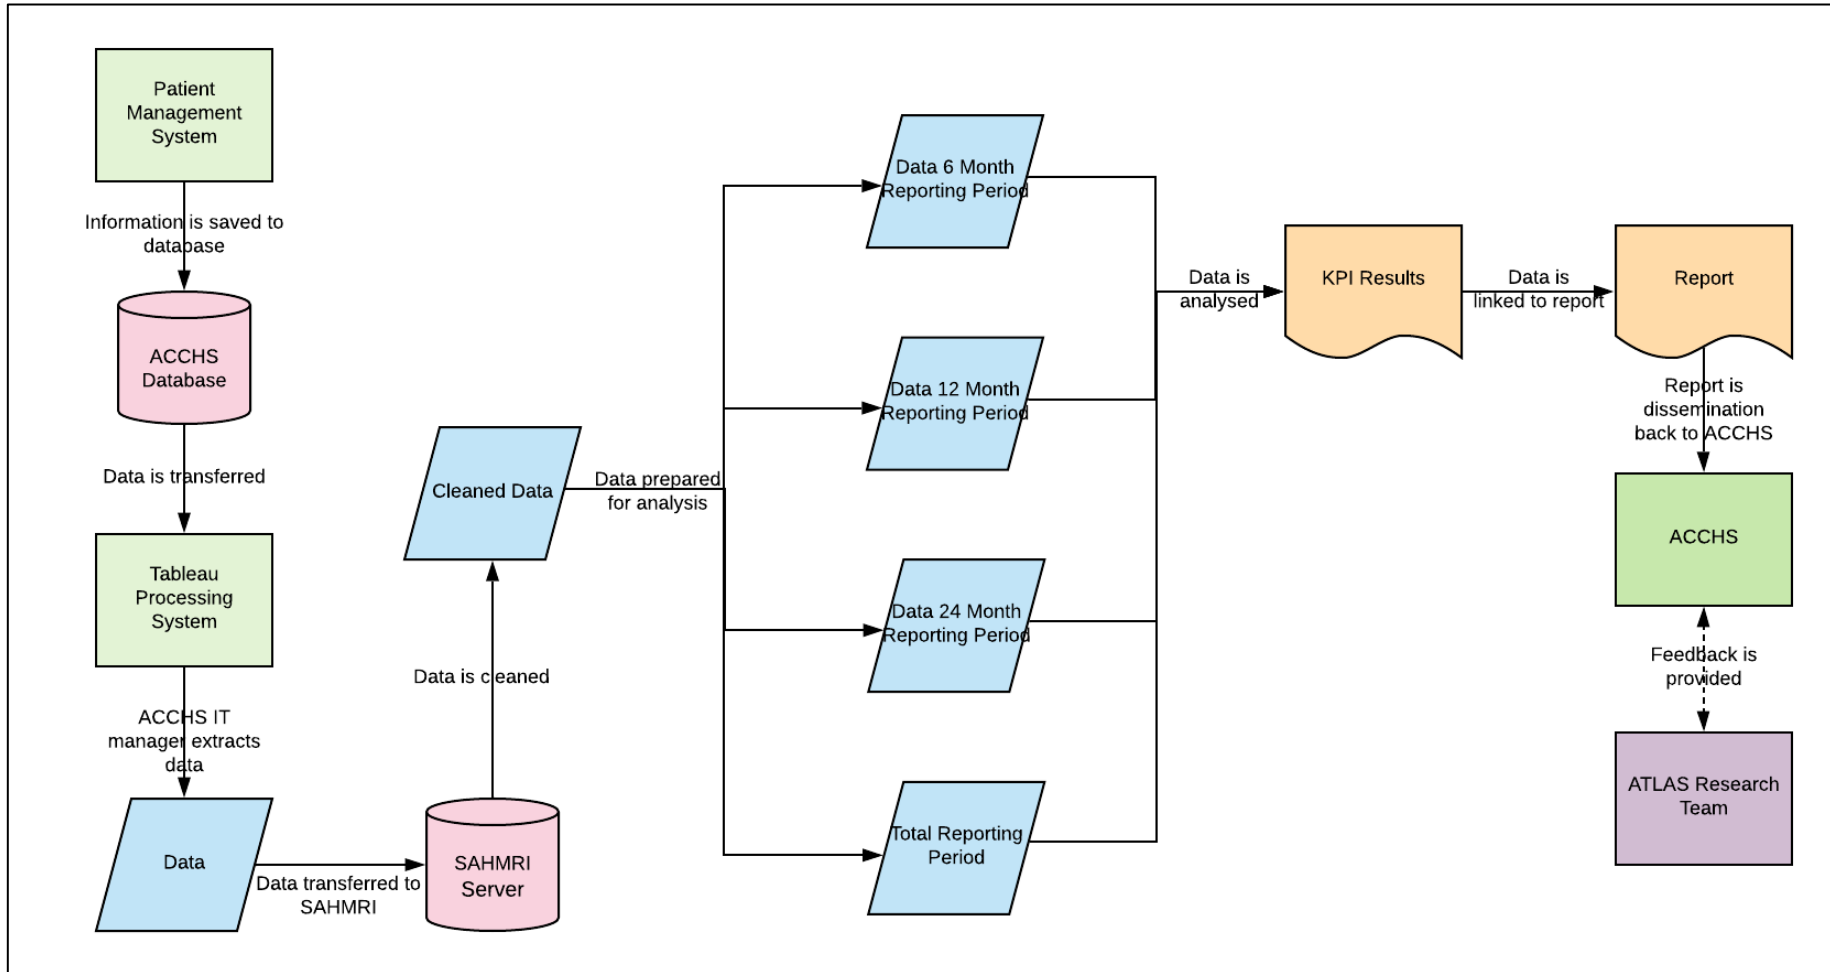 Patient
Management
System
Information is saved to
database
ACCHS
Database
Data is transferred
Tableau
Processing
System
ACCHS IT
manager extracts
data
Data
Data transferred to
SAHMRI
SAHMRI
Server
Data is cleaned
Cleaned Data
Data prepared
for analysis
Data 6 Month
Reporting Period
Data 12 Month
Reporting Period
Data 24 Month
Reporting Period
Total Reporting
Period
Data is
analysed
KPI Results
Data is
linked to report
Report
Report is
dissemination
back to ACCHS
ACCHS
Feedback is
provided
ATLAS Research
Team